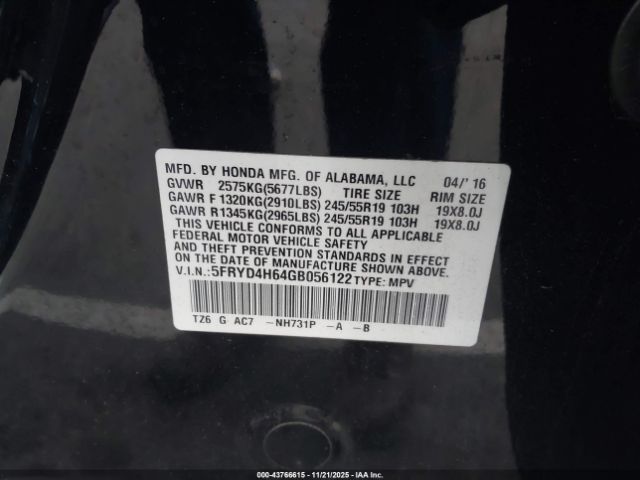 MFD. BY HONDA MFG. OF ALABAMA, LLC 04/'16
GVWR 2575KG(5677LBS) TIRE SIZE RIM SIZE
GAWR F 1320KG(2910LBS) 245/55R19 103H 19X8.0J
GAWR R1345KG(2965LBS) 245/55R19 103H 19X8.0J
THIS VEHICLE CONFORMS TO ALL APPLICABLE
FEDERAL MOTOR VEHICLE SAFETY
AND THEFT PREVENTION STANDARDS IN EFFECT
ON THE DATE OF MANUFACTURE SHOWN ABOVE.
V.I.N.:5FRYD4H64GB056122 TYPE: MPV
TZ6 G AC7 -NH731P -A -B
00-43766615 - 11/21/2025 - IAA Inc.